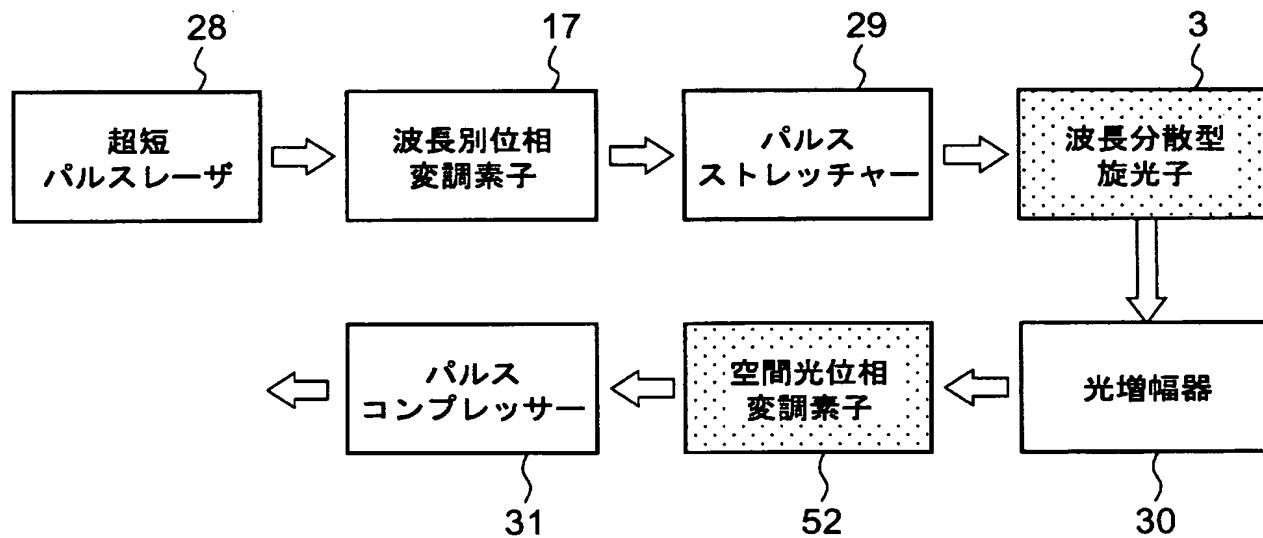 28
17
29
3
超短
パルスレーザ
波長別位相
変調素子
パルス
ストレッチャー
波長分散型
旋光子
パルス
コンプレッサー
空間光位相
変調素子
光増幅器
31
52
30